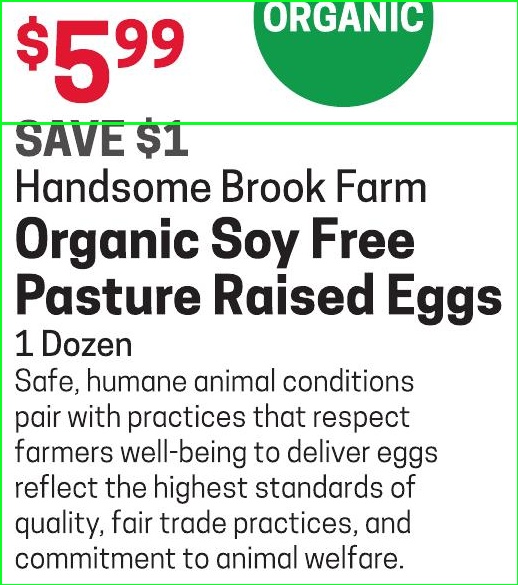 ORGANIC
$5.99
SAVE $1
Handsome Brook Farm
Organic Soy Free
Pasture Raised Eggs
1 Dozen
Safe, humane animal conditions
pair with practices that respect
farmers well-being to deliver eggs
reflect the highest standards of
quality, fair trade practices, and
commitment to animal welfare.